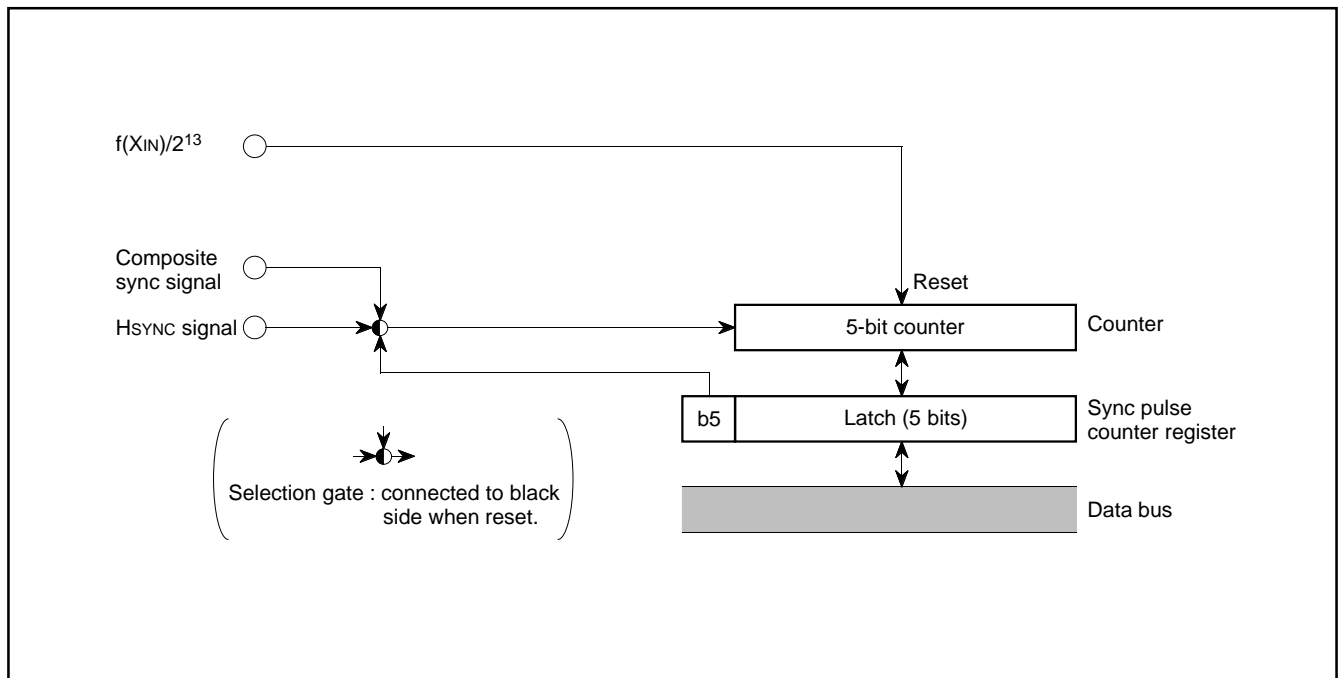 f(XIN)/2¹³
Composite
sync signal
HSYNC signal
Reset
5-bit counter
Counter
b5
Latch (5 bits)
Sync pulse
counter register
Selection gate : connected to black
side when reset.
Data bus